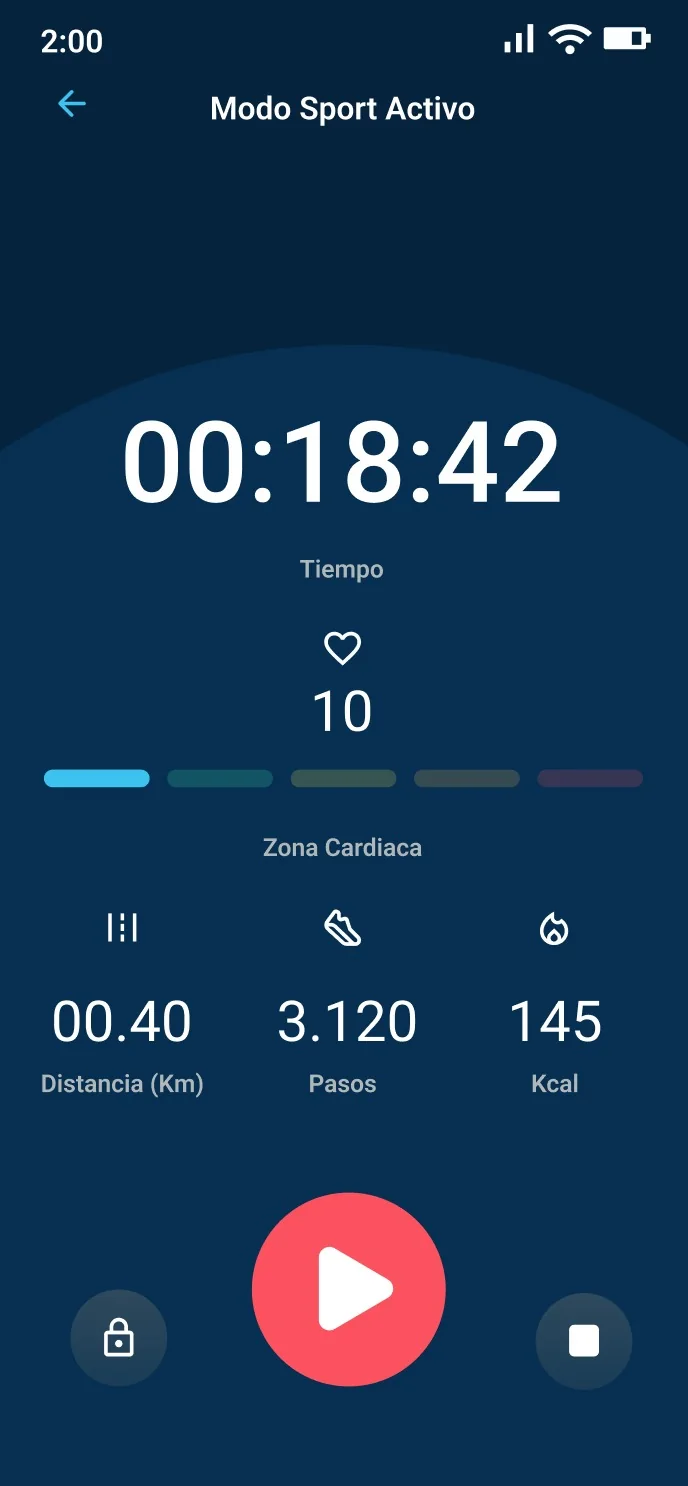 2:00
Modo Sport Activo
00:18:42
Tiempo
10
Zona Cardiaca
00.40 3.120 145
Distancia (Km) Pasos Kcal